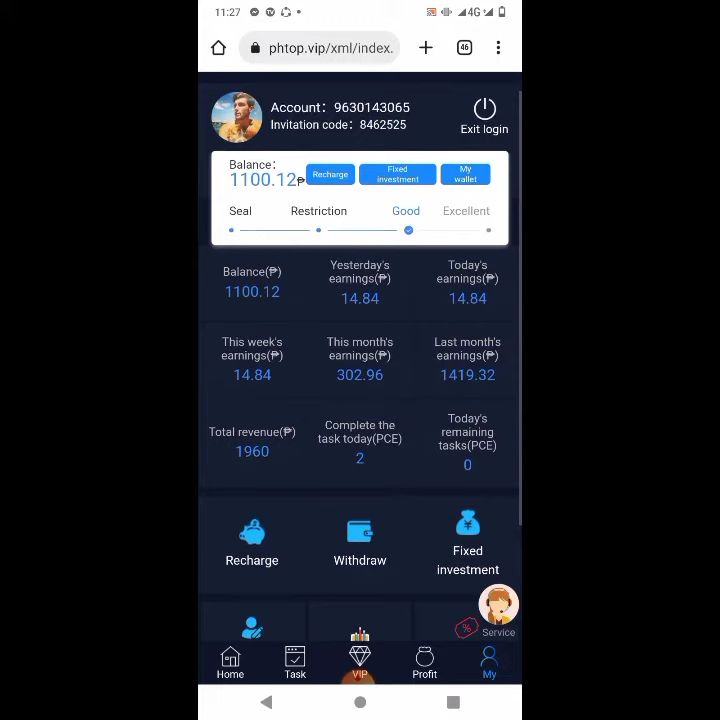 11:27
4G
phtop.vip/xml/index.
46
Account: 9630143065
Invitation code: 8462525
Exit login
Balance:
1100.12₱
Recharge
Fixed
investment
My
wallet
Seal Restriction Good Excellent
Balance(₱)
1100.12
Yesterday's
earnings(₱)
14.84
Today's
earnings(₱)
14.84
This week's
earnings(₱)
14.84
This month's
earnings(₱)
302.96
Last month's
earnings(₱)
1419.32
Total revenue(₱)
1960
Complete the
task today(PCE)
2
Today's
remaining
tasks(PCE)
0
Recharge
Withdraw
Fixed
investment
Service
Home Task VIP Profit My